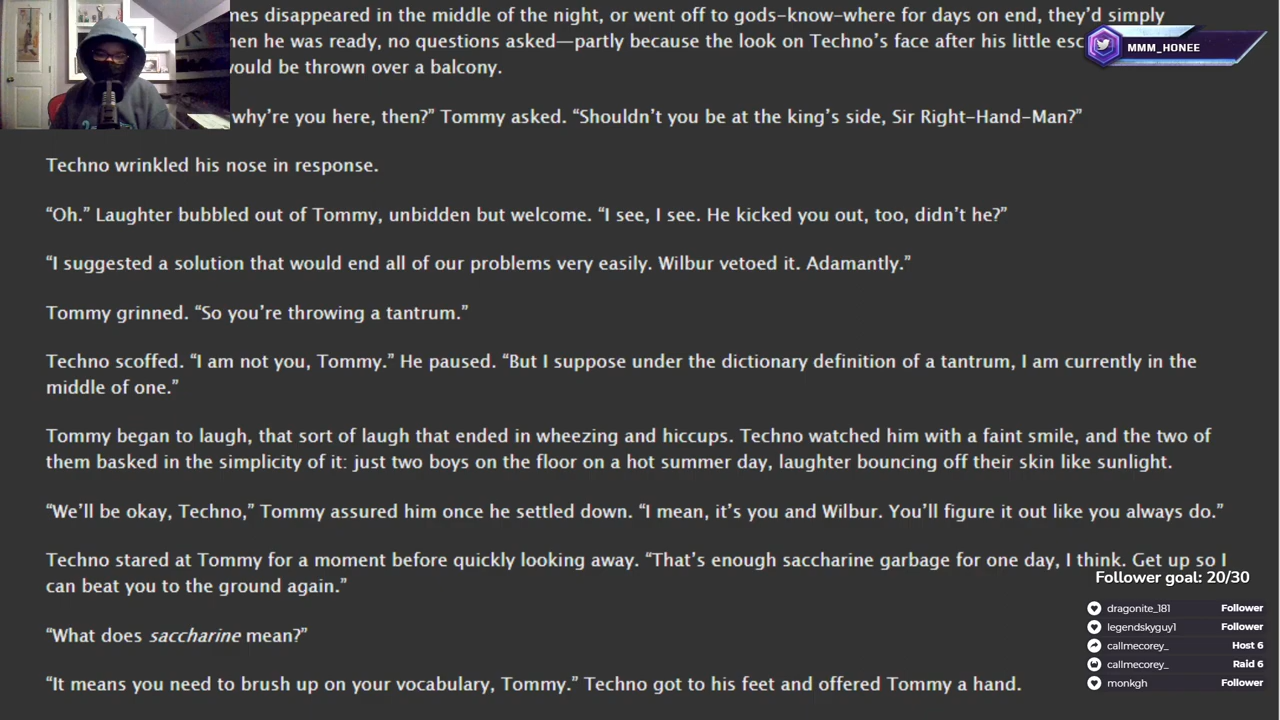 mes disappeared in the middle of the night, or went off to gods-know-where for days on end, they’d simply
hen he was ready, no questions asked—partly because the look on Techno’s face after his little esc
ould be thrown over a balcony.
MMM_HONEE
why’re you here, then?” Tommy asked. “Shouldn’t you be at the king’s side, Sir Right-Hand-Man?”
Techno wrinkled his nose in response.
“Oh.” Laughter bubbled out of Tommy, unbidden but welcome. “I see, I see. He kicked you out, too, didn’t he?”
“I suggested a solution that would end all of our problems very easily. Wilbur vetoed it. Adamantly.”
Tommy grinned. “So you’re throwing a tantrum.”
Techno scoffed. “I am not you, Tommy.” He paused. “But I suppose under the dictionary definition of a tantrum, I am currently in the
middle of one.”
Tommy began to laugh, that sort of laugh that ended in wheezing and hiccups. Techno watched him with a faint smile, and the two of
them basked in the simplicity of it: just two boys on the floor on a hot summer day, laughter bouncing off their skin like sunlight.
“We’ll be okay, Techno,” Tommy assured him once he settled down. “I mean, it’s you and Wilbur. You’ll figure it out like you always do.”
Techno stared at Tommy for a moment before quickly looking away. “That’s enough saccharine garbage for one day, I think. Get up so I
can beat you to the ground again.”
“What does saccharine mean?”
“It means you need to brush up on your vocabulary, Tommy.” Techno got to his feet and offered Tommy a hand.
Follower goal: 20/30
dragonite_181 Follower
legendskyguy1 Follower
callmecorey_ Host 6
callmecorey_ Raid 6
monkgh Follower